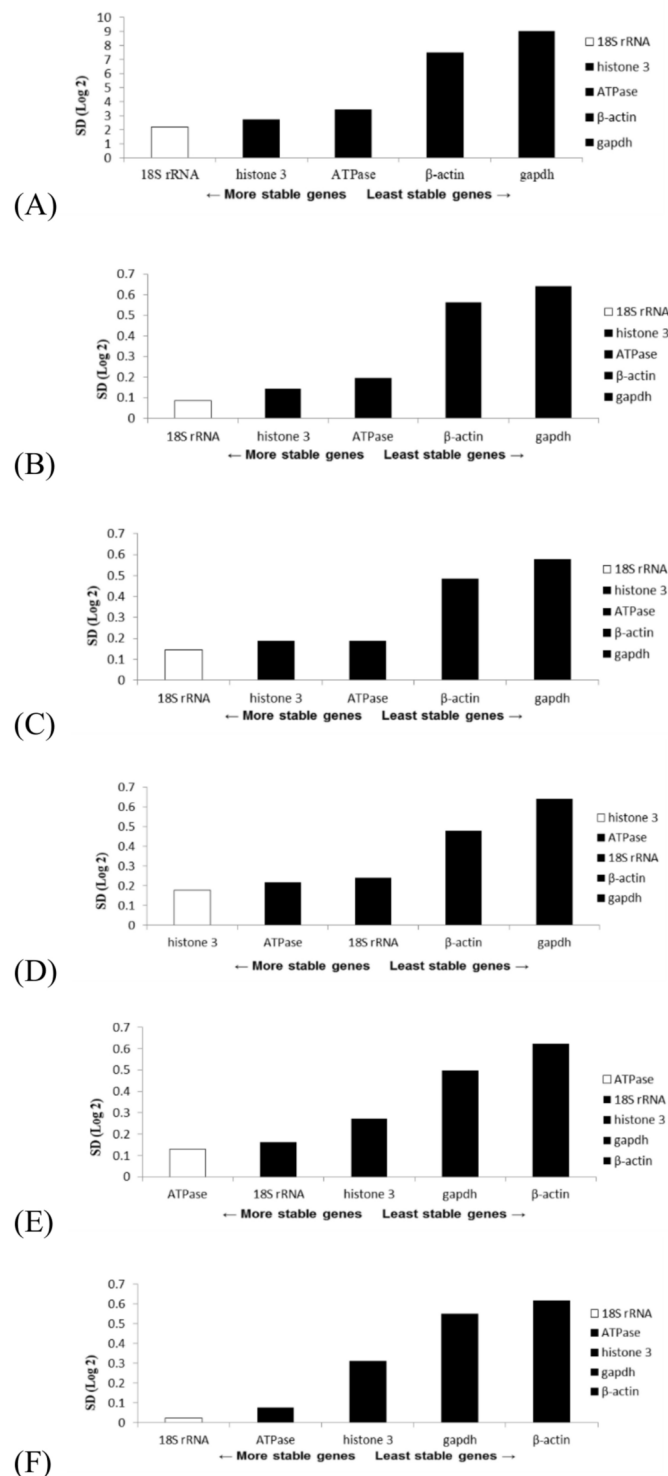 10
9
8
7
6
5
4
3
2
1
0
SD (Log 2)
18S rRNA histone 3 ATPase β-actin gapdh
← More stable genes Least stable genes →
18S rRNA
histone 3
ATPase
β-actin
gapdh
(A)
0.7
0.6
0.5
0.4
0.3
0.2
0.1
0
SD (Log 2)
18S rRNA histone 3 ATPase β-actin gapdh
← More stable genes Least stable genes →
18S rRNA
histone 3
ATPase
β-actin
gapdh
(B)
0.7
0.6
0.5
0.4
0.3
0.2
0.1
0
SD (Log 2)
18S rRNA histone 3 ATPase β-actin gapdh
← More stable genes Least stable genes →
18S rRNA
histone 3
ATPase
β-actin
gapdh
(C)
0.7
0.6
0.5
0.4
0.3
0.2
0.1
0
SD (Log 2)
histone 3 ATPase 18S rRNA β-actin gapdh
← More stable genes Least stable genes →
histone 3
ATPase
18S rRNA
β-actin
gapdh
(D)
0.7
0.6
0.5
0.4
0.3
0.2
0.1
0
SD (Log 2)
ATPase 18S rRNA histone 3 gapdh β-actin
← More stable genes Least stable genes →
ATPase
18S rRNA
histone 3
gapdh
β-actin
(E)
0.7
0.6
0.5
0.4
0.3
0.2
0.1
0
SD (Log 2)
18S rRNA ATPase histone 3 gapdh β-actin
← More stable genes Least stable genes →
18S rRNA
ATPase
histone 3
gapdh
β-actin
(F)